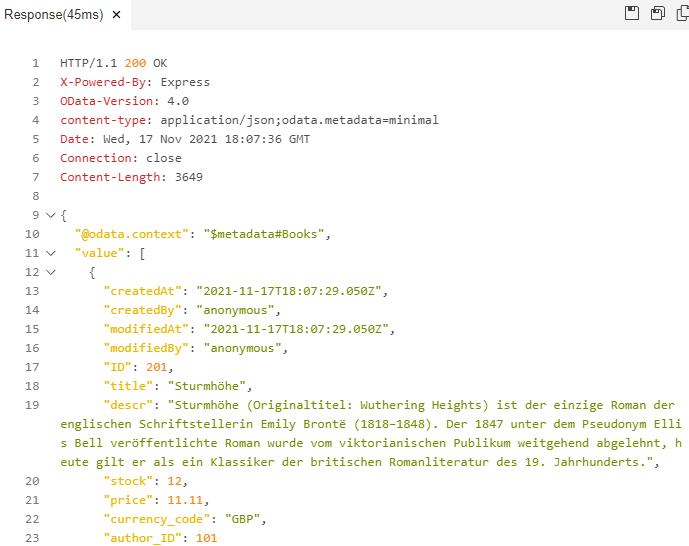 Response(45ms) ×
1 HTTP/1.1 200 OK
2 X-Powered-By: Express
3 OData-Version: 4.0
4 content-type: application/json;odata.metadata=minimal
5 Date: Wed, 17 Nov 2021 18:07:36 GMT
6 Connection: close
7 Content-Length: 3649
8
9 {
10 "@odata.context": "$metadata#Books",
11 "value": [
12 {
13 "createdAt": "2021-11-17T18:07:29.050Z",
14 "createdBy": "anonymous",
15 "modifiedAt": "2021-11-17T18:07:29.050Z",
16 "modifiedBy": "anonymous",
17 "ID": 201,
18 "title": "Sturmhöhe",
19 "descr": "Sturmhöhe (Originaltitel: Wuthering Heights) ist der einzige Roman der
englischen Schriftstellerin Emily Brontë (1818–1848). Der 1847 unter dem Pseudonym Elli
s Bell veröffentlichte Roman wurde vom viktorianischen Publikum weitgehend abgelehnt, h
eute gilt er als ein Klassiker der britischen Romanliteratur des 19. Jahrhunderts.",
20 "stock": 12,
21 "price": 11.11,
22 "currency_code": "GBP",
23 "author_ID": 101